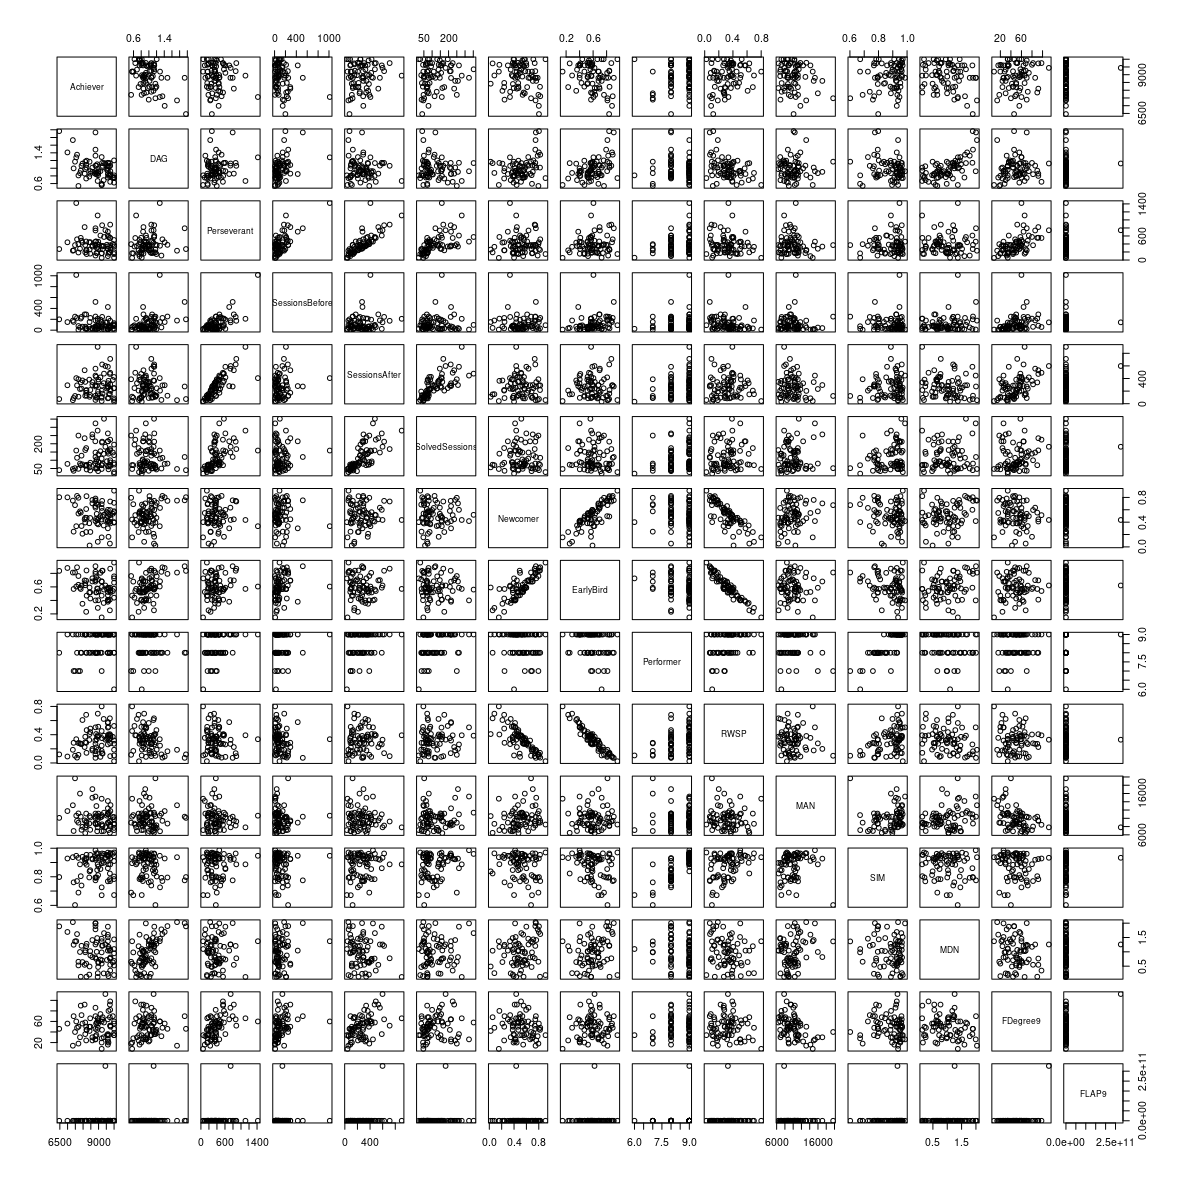 0.6 1.4 0 400 1000 50 200 0.2 0.6 0.0 0.4 0.8 0.6 0.8 1.0 20 60
Achiever 6500 9000
0.6 1.4 DAG
Perseverant 0 600 1400
0 400 1000 SessionsBefore
SessionsAfter 0 400
50 200 SolvedSessions
Newcomer 0.0 0.4 0.8
0.2 0.6 EarlyBird
Performer 6.0 7.5 9.0
0.0 0.4 0.8 RWSP
MAN 6000 16000
0.6 0.8 1.0 SIM
MDN 0.5 1.5
20 60 FDegree9
FLAP9 0.0e+00 2.5e+11
6500 9000 0 600 1400 0 400 0.0 0.4 0.8 6.0 7.5 9.0 6000 16000 0.5 1.5 0.0e+00 2.5e+11